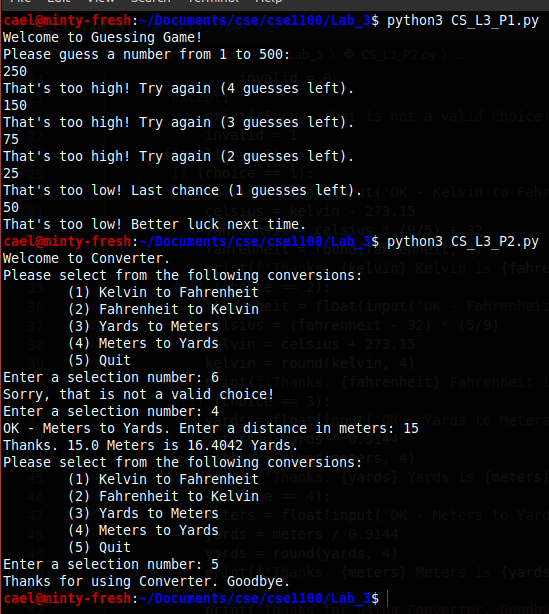 cael@minty-fresh:~/Documents/cse/cse1100/Lab_3$ python3 CS_L3_P1.py
Welcome to Guessing Game!
Please guess a number from 1 to 500:
250
That's too high! Try again (4 guesses left).
150
That's too high! Try again (3 guesses left).
75
That's too high! Try again (2 guesses left).
25
That's too low! Last chance (1 guesses left).
50
That's too low! Better luck next time.
cael@minty-fresh:~/Documents/cse/cse1100/Lab_3$ python3 CS_L3_P2.py
Welcome to Converter.
Please select from the following conversions:
        (1) Kelvin to Fahrenheit
        (2) Fahrenheit to Kelvin
        (3) Yards to Meters
        (4) Meters to Yards
        (5) Quit
Enter a selection number: 6
Sorry, that is not a valid choice!
Enter a selection number: 4
OK - Meters to Yards. Enter a distance in meters: 15
Thanks. 15.0 Meters is 16.4042 Yards.
Please select from the following conversions:
        (1) Kelvin to Fahrenheit
        (2) Fahrenheit to Kelvin
        (3) Yards to Meters
        (4) Meters to Yards
        (5) Quit
Enter a selection number: 5
Thanks for using Converter. Goodbye.
cael@minty-fresh:~/Documents/cse/cse1100/Lab_3$